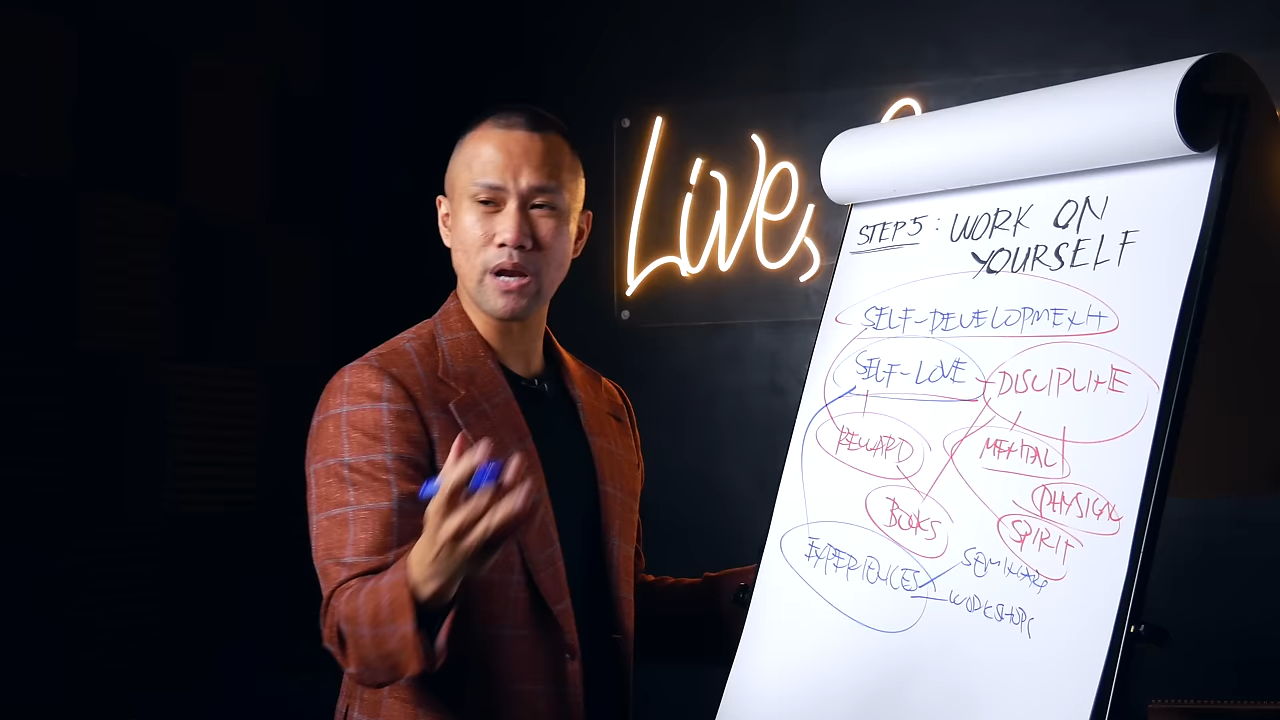 Live,
STEP 5: WORK ON
YOURSELF
SELF-DEVELOPMENT
SELF-LOVE
DISCIPLINE
REWARD
MENTAL
PHYSICAL
BOOKS
SPIRIT
EXPERIENCES
SEMINARS
WORKSHOPS